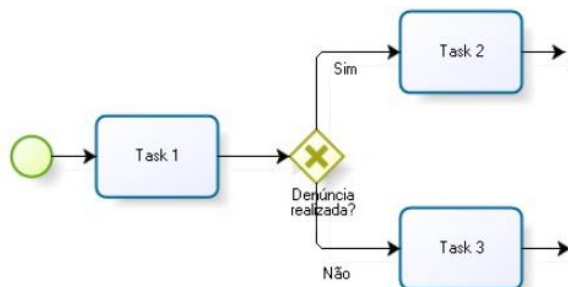 Task 2
Sim
Task 1
Denúncia
realizada?
Task 3
Não